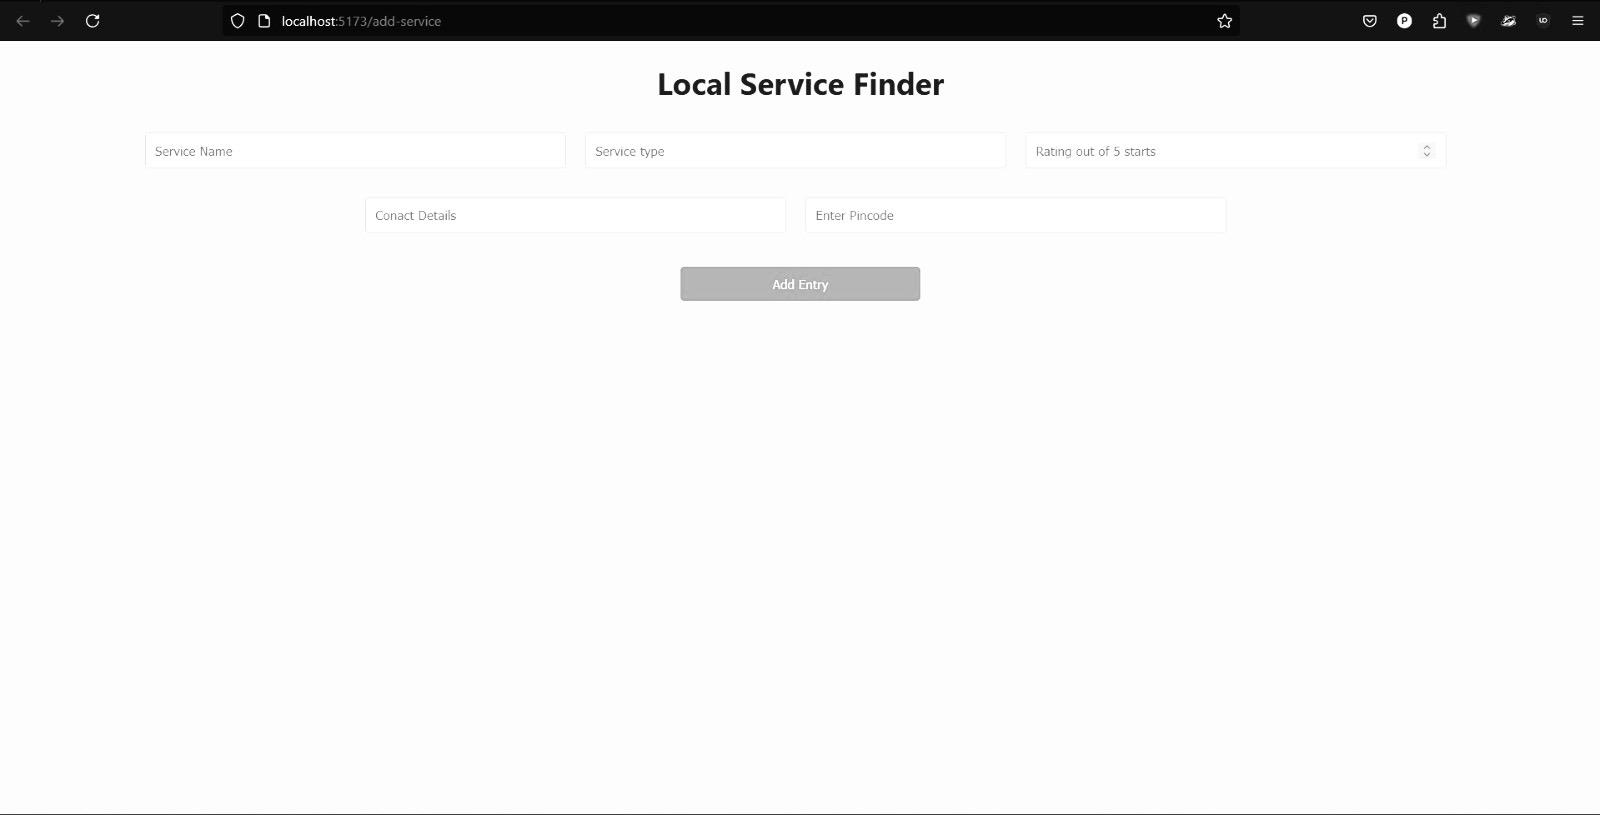 localhost:5173/add-service
P
UO
Local Service Finder
Service Name
Service type
Rating out of 5 starts
Conact Details
Enter Pincode
Add Entry